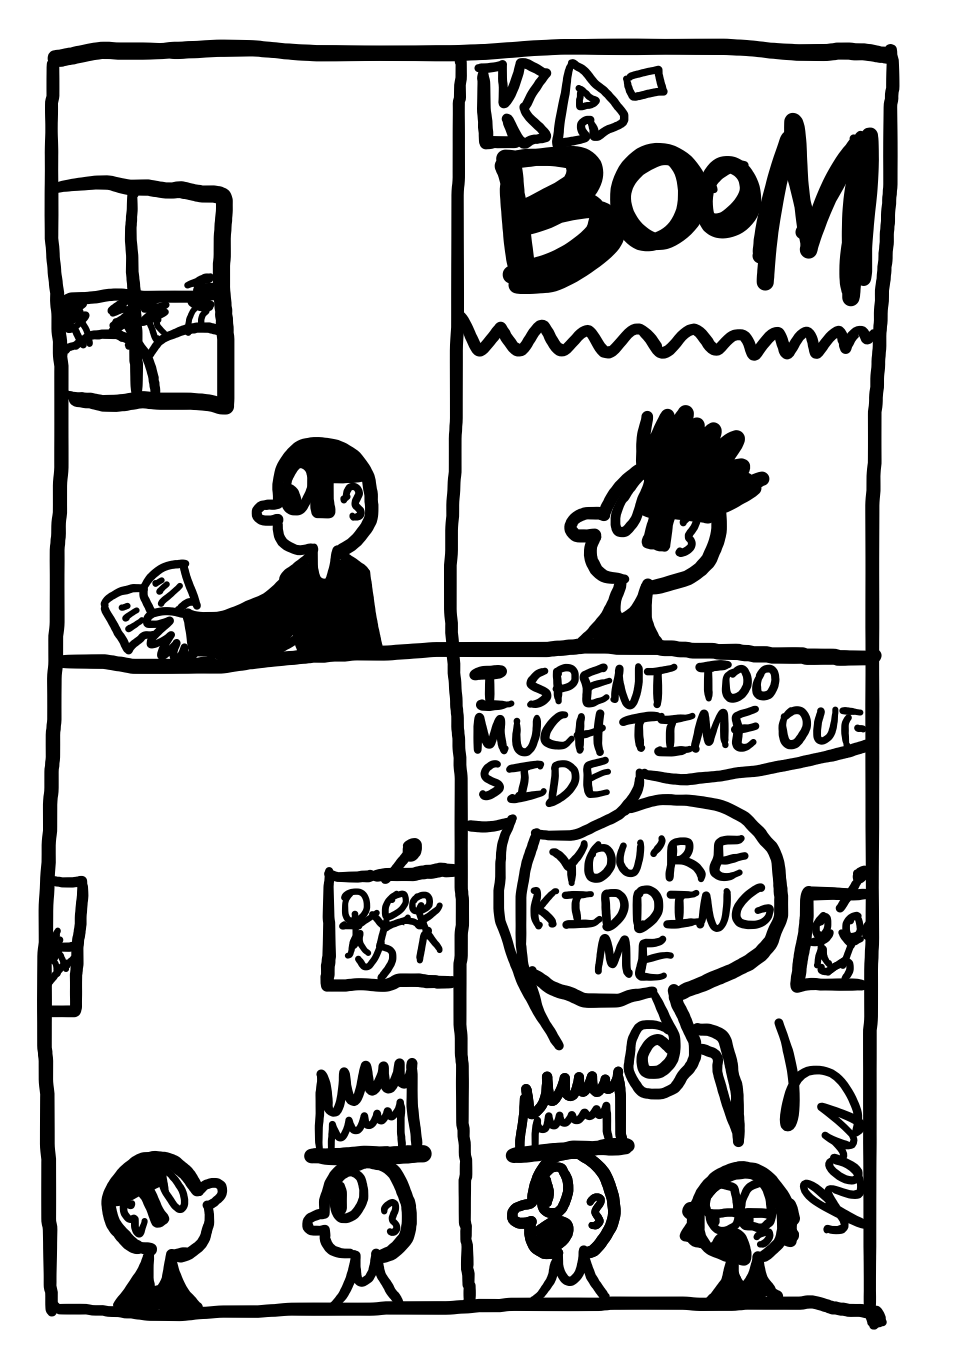 KA-
BOOM
I SPENT TOO
MUCH TIME OUT-
SIDE
YOU'RE
KIDDING
ME